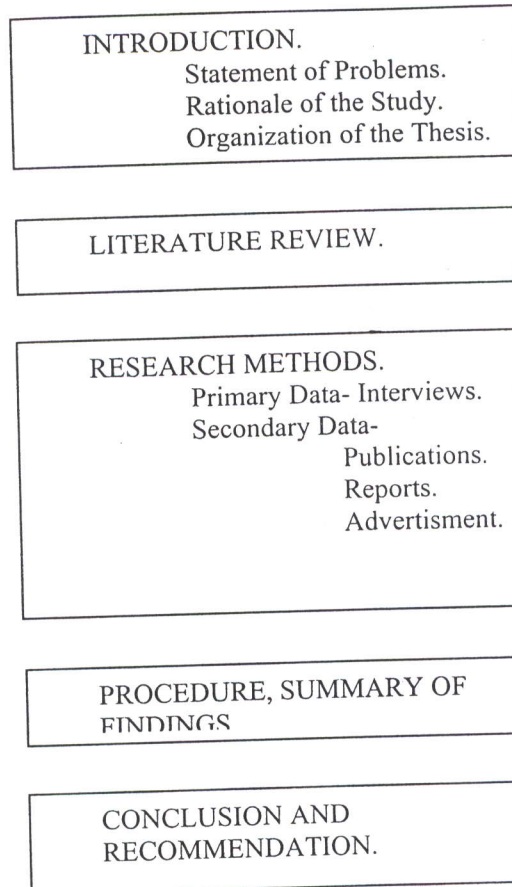 INTRODUCTION.
Statement of Problems.
Rationale of the Study.
Organization of the Thesis.
LITERATURE REVIEW.
RESEARCH METHODS.
Primary Data- Interviews.
Secondary Data-
Publications.
Reports.
Advertisment.
PROCEDURE, SUMMARY OF
FINDINGS
CONCLUSION AND
RECOMMENDATION.